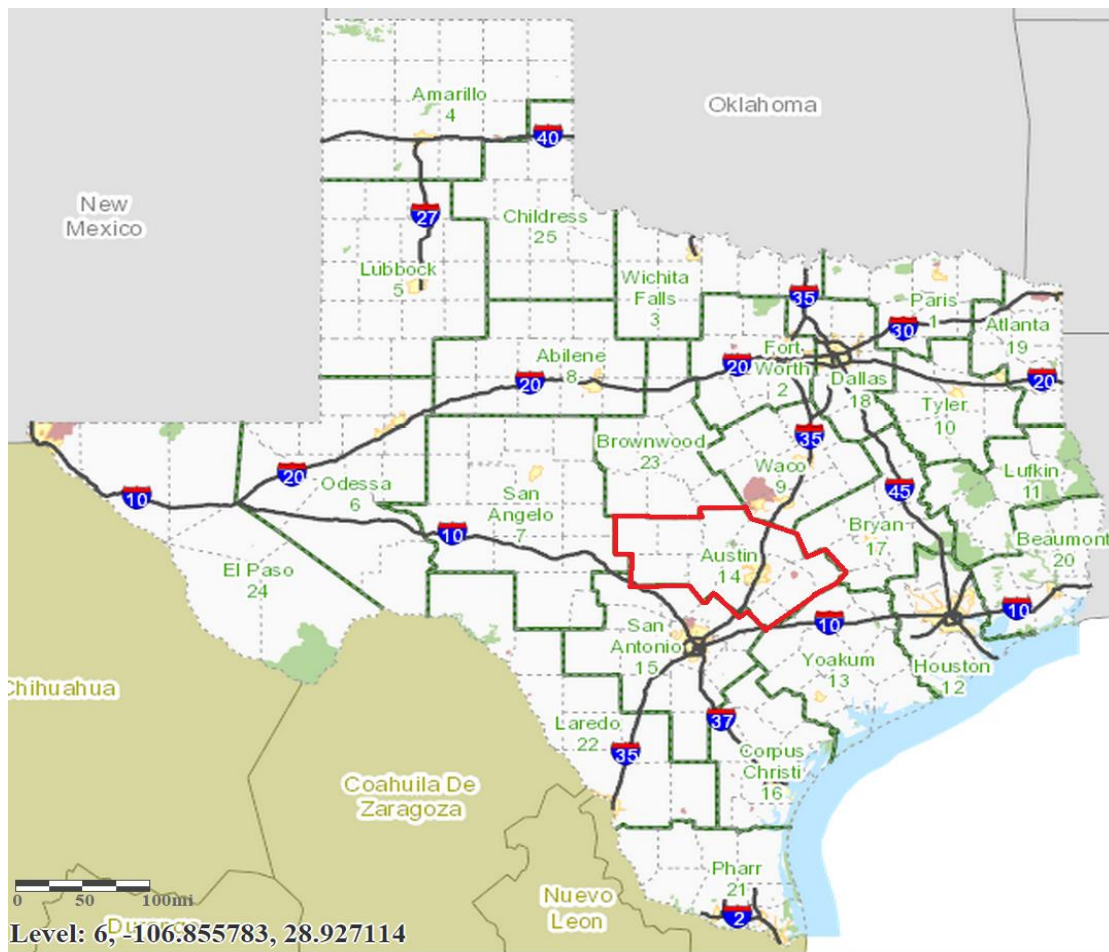 Amarillo
4
Oklahoma
40
New
Mexico
27
Childress
25
Lubbock
5
Wichita
Falls
3
35
Paris
1
30
Atlanta
19
Abilene
8
20
20
Fort
Worth
2
Dallas
18
20
Tyler
10
Brownwood
23
35
Waco
9
Lufkin
11
10
20
Odessa
6
San
Angelo
7
45
Bryan
17
10
Austin
14
Beaumont
20
El Paso
24
10
10
San
Antonio
15
Yoakum
13
Houston
12
Chihuahua
Laredo
22
37
35
Corpus
Christi
16
Coahuila De
Zaragoza
Pharr
21
2
Nuevo
Leon
0 50 100mi
Level: 6, -106.855783, 28.927114